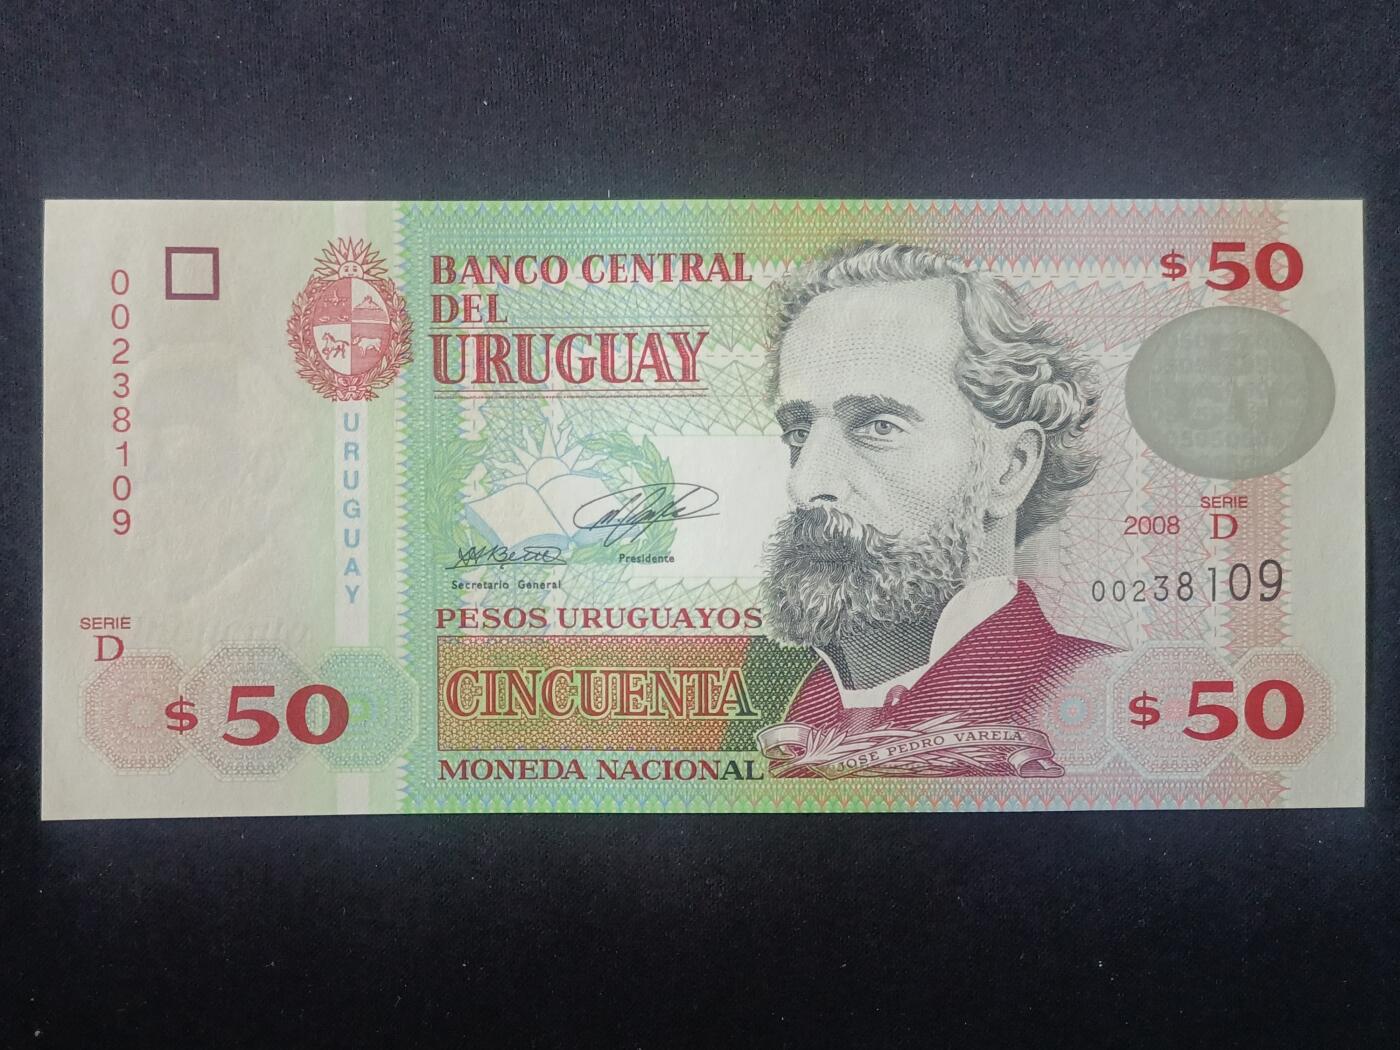 00238109
BANCO CENTRAL
DEL
URUGUAY
URUGUAY
$ 50
Secretario General
Presidente
SERIE
2008 D
00238109
PESOS URUGUAYOS
SERIE
D
$ 50
CINCUENTA
JOSE PEDRO VARELA
$ 50
MONEDA NACIONAL